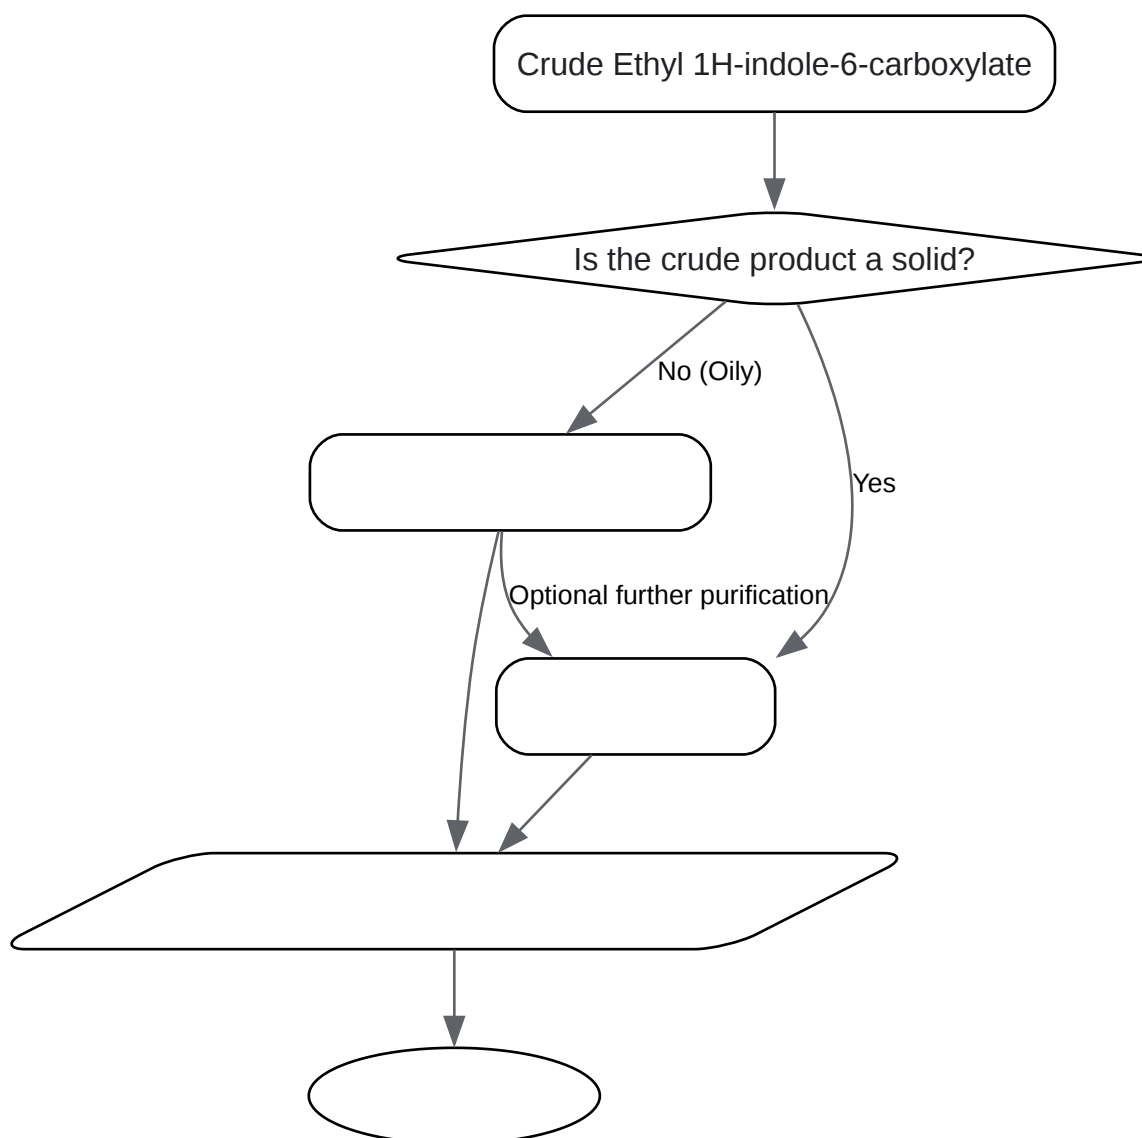 Crude Ethyl 1H-indole-6-carboxylate
Is the crude product a solid?
No (Oily)
Yes
Optional further purification